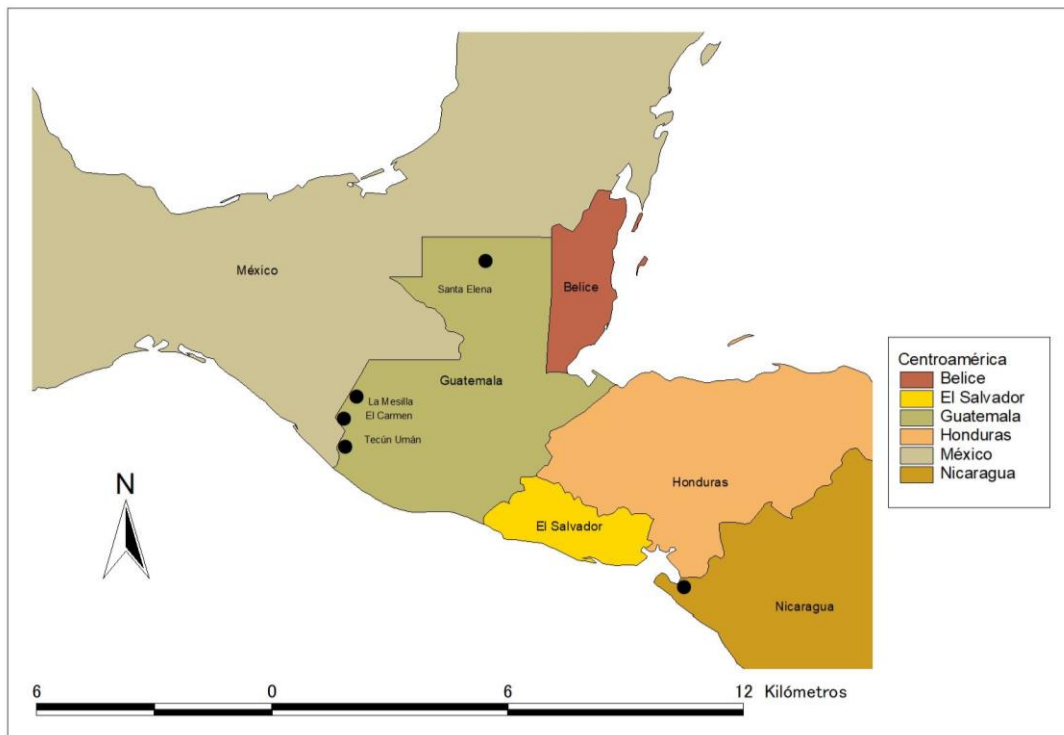 México
Santa Elena
Belice
Guatemala
La Mesilla
El Carmen
Tecún Umán
Honduras
El Salvador
Nicaragua
N
Centroamérica
Belice
El Salvador
Guatemala
Honduras
México
Nicaragua
6 0 6 12 Kilómetros